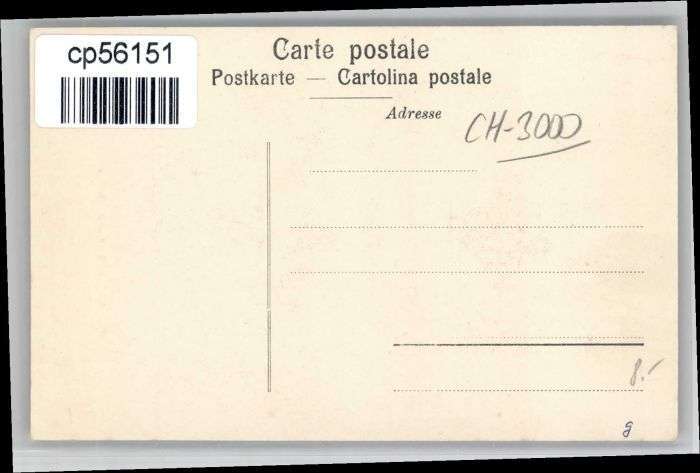 cp56151
Carte postale
Postkarte — Cartolina postale
Adresse
CH-3000
8.-
g